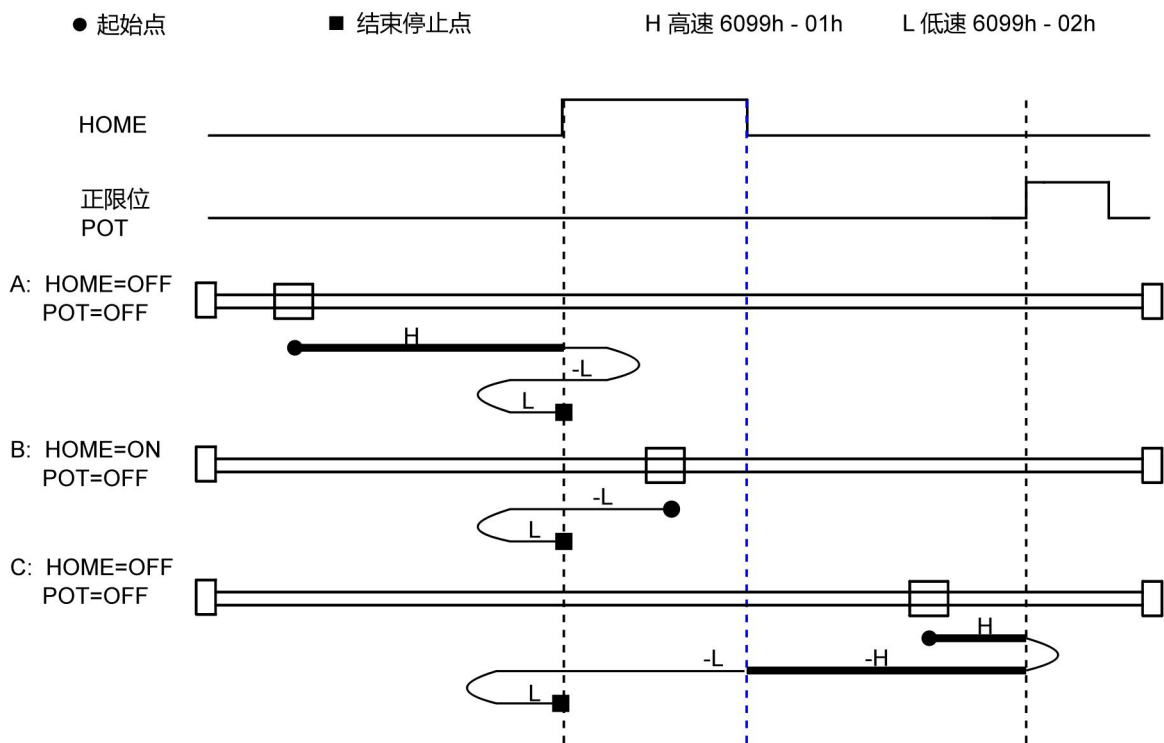 ● 起始点 ■ 结束停止点 H 高速 6099h - 01h L 低速 6099h - 02h
HOME
正限位
POT
A: HOME=OFF
POT=OFF
H
-L
L
B: HOME=ON
POT=OFF
-L
L
C: HOME=OFF
POT=OFF
H
-L -H
L